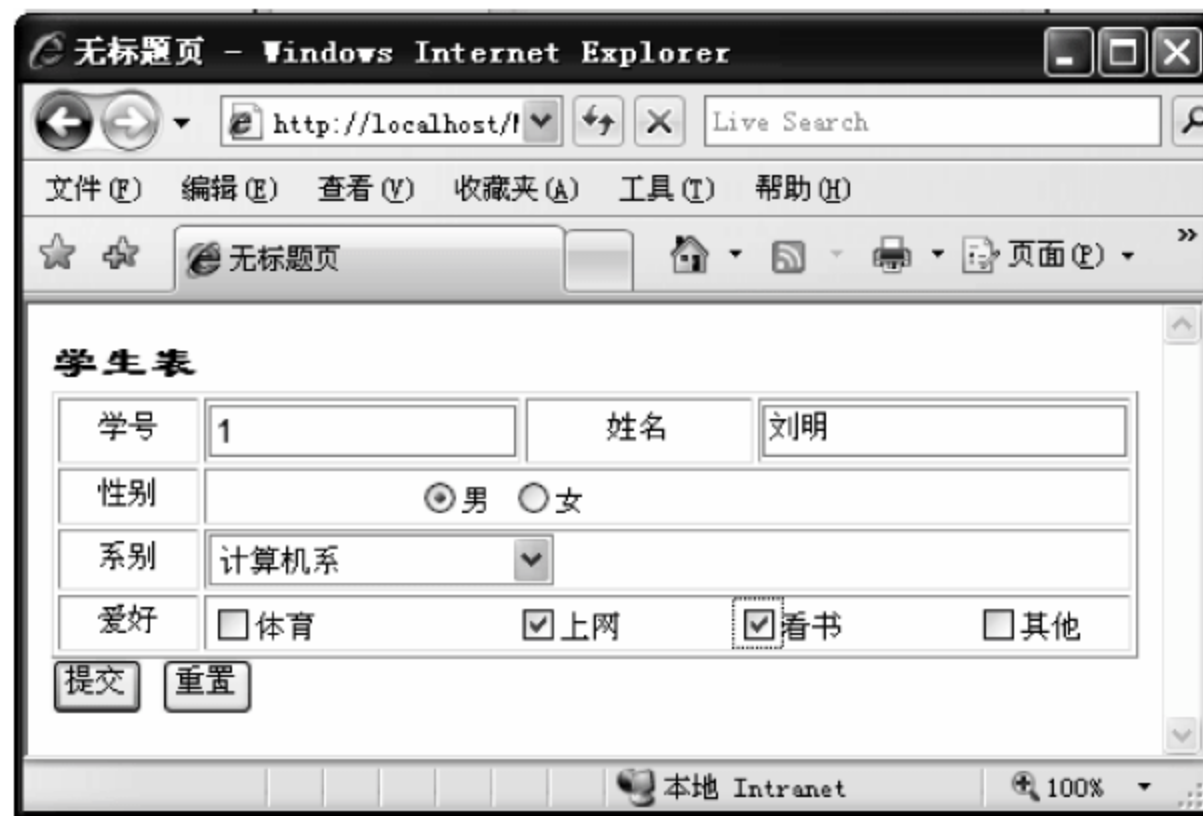 无标题页 - Windows Internet Explorer
http://localhost/ Live Search
文件(F) 编辑(E) 查看(V) 收藏夹(A) 工具(T) 帮助(H)
无标题页 页面(P) »
学生表
学号 1 姓名 刘明
性别 男 女
系别 计算机系
爱好 体育 上网 看书 其他
提交 重置
本地 Intranet 100%